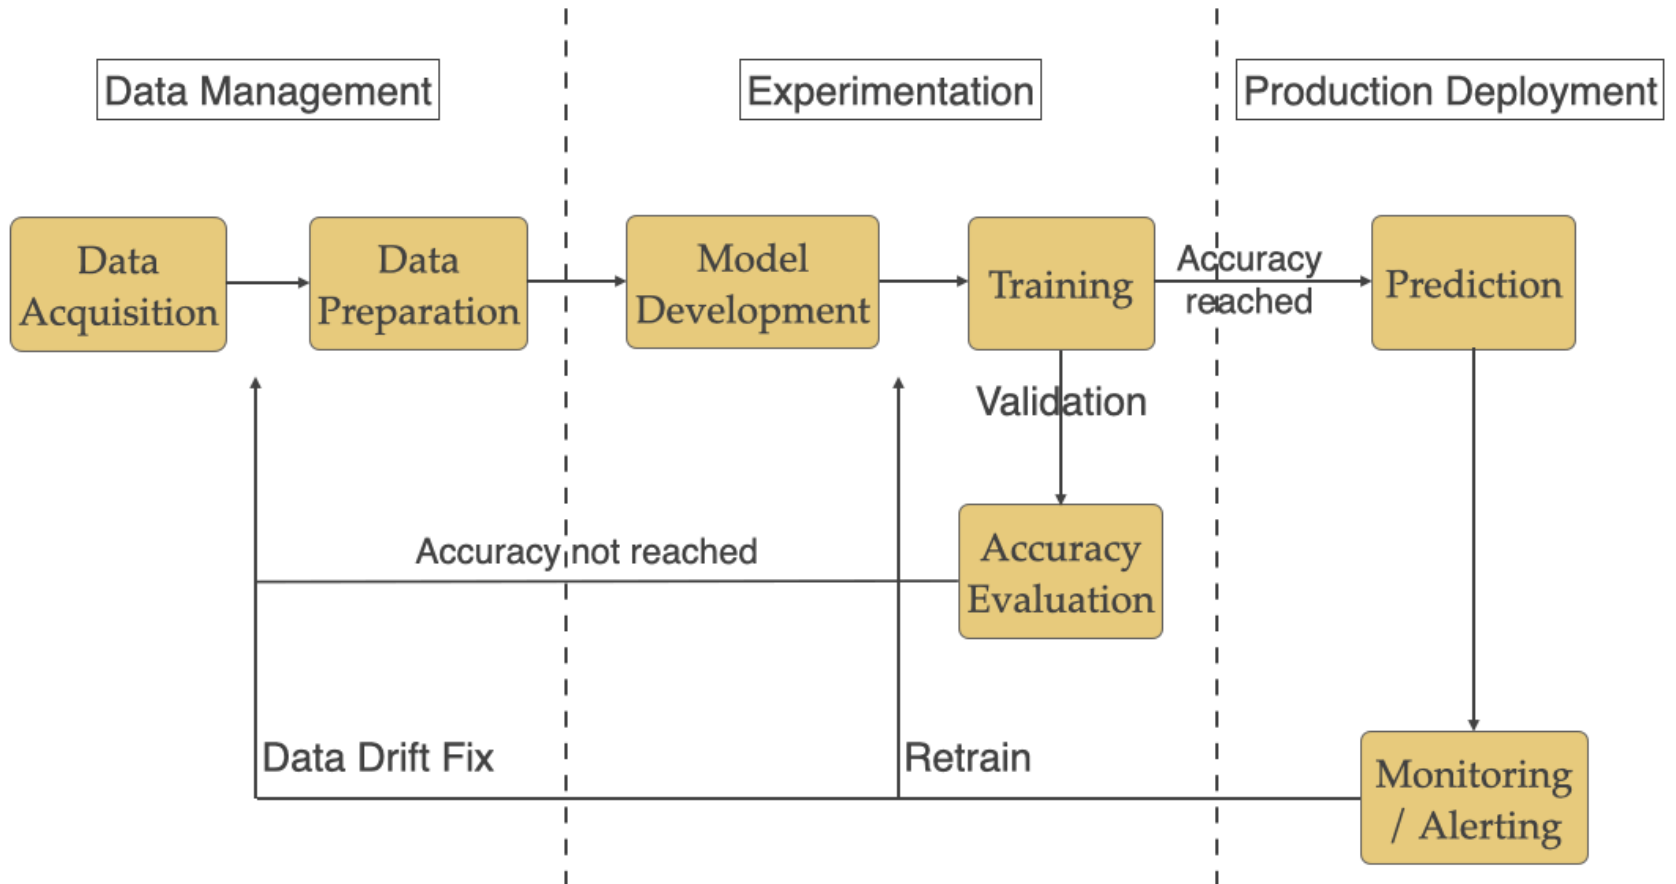 Data Management
Experimentation
Production Deployment
Data
Acquisition
Data
Preparation
Model
Development
Training
Accuracy
reached
Prediction
Validation
Accuracy not reached
Accuracy
Evaluation
Data Drift Fix
Retrain
Monitoring
/ Alerting